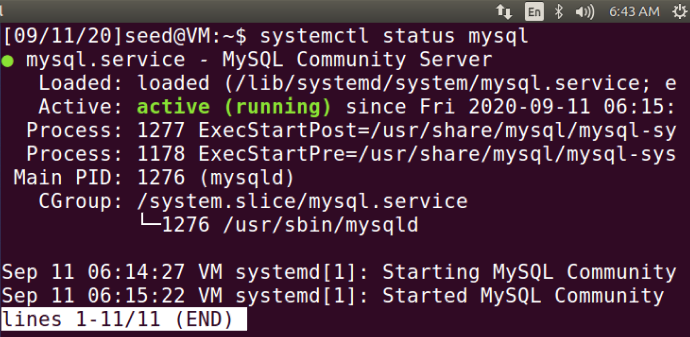 En 6:43 AM
[09/11/20]seed@VM:~$ systemctl status mysql
● mysql.service - MySQL Community Server
   Loaded: loaded (/lib/systemd/system/mysql.service; e
   Active: active (running) since Fri 2020-09-11 06:15:
  Process: 1277 ExecStartPost=/usr/share/mysql/mysql-sy
  Process: 1178 ExecStartPre=/usr/share/mysql/mysql-sys
 Main PID: 1276 (mysqld)
   CGroup: /system.slice/mysql.service
           └─1276 /usr/sbin/mysqld

Sep 11 06:14:27 VM systemd[1]: Starting MySQL Community
Sep 11 06:15:22 VM systemd[1]: Started MySQL Community
lines 1-11/11 (END)